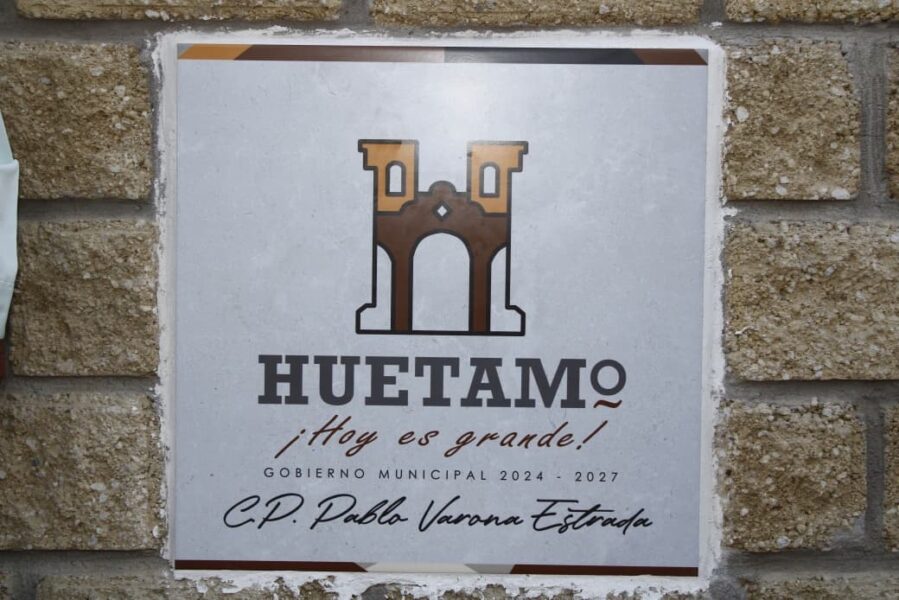 HUETAMO
¡Hoy es grande!
GOBIERNO MUNICIPAL 2024 - 2027
C.P. Pablo Varona Estrada